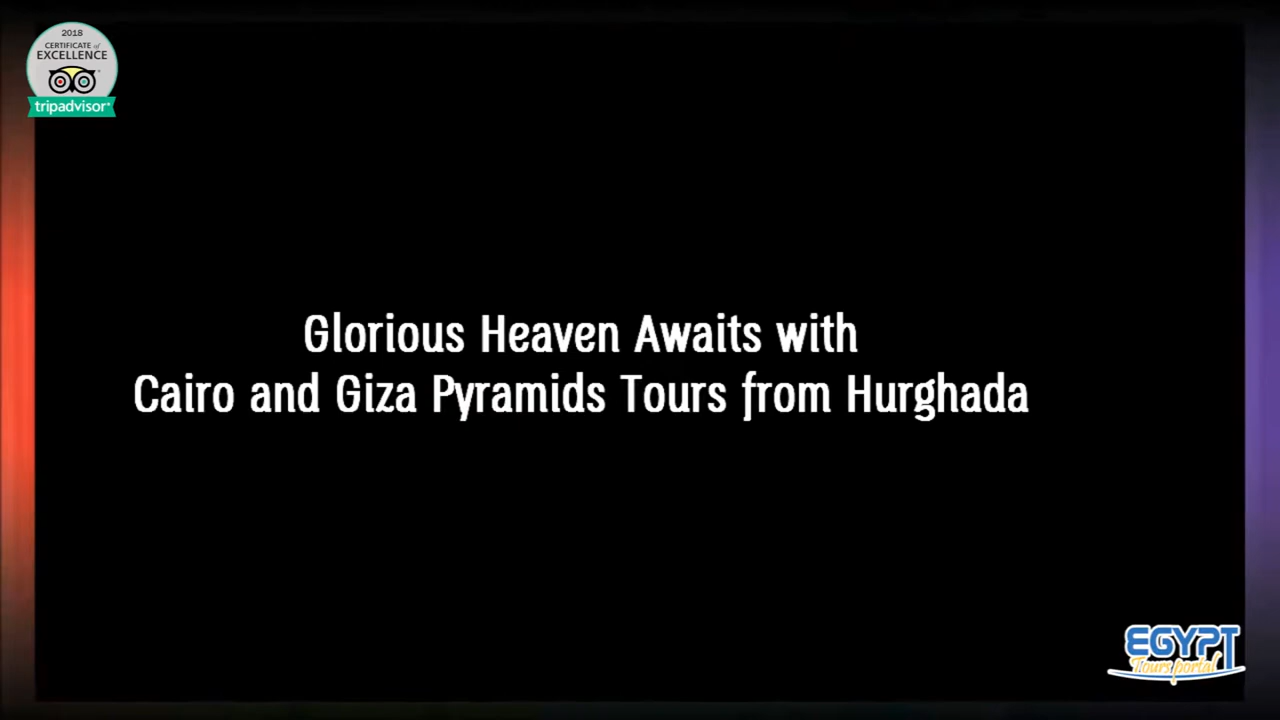 2018
CERTIFICATE of
EXCELLENCE
tripadvisor®
Glorious Heaven Awaits with
Cairo and Giza Pyramids Tours from Hurghada
EGYPT
Tours portal